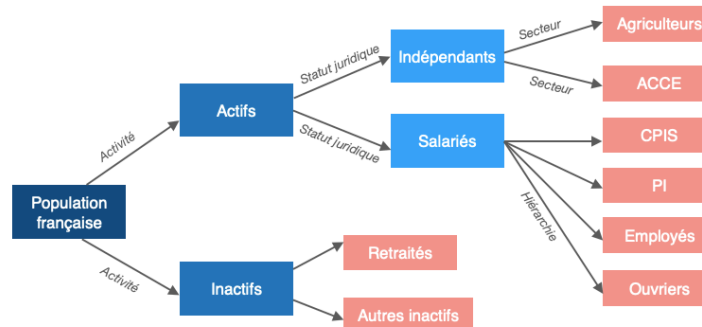 Population
française
Activité
Activité
Actifs
Inactifs
Statut juridique
Statut juridique
Indépendants
Salariés
Retraités
Autres inactifs
Secteur
Secteur
Hiérarchie
Agriculteurs
ACCE
CPIS
PI
Employés
Ouvriers